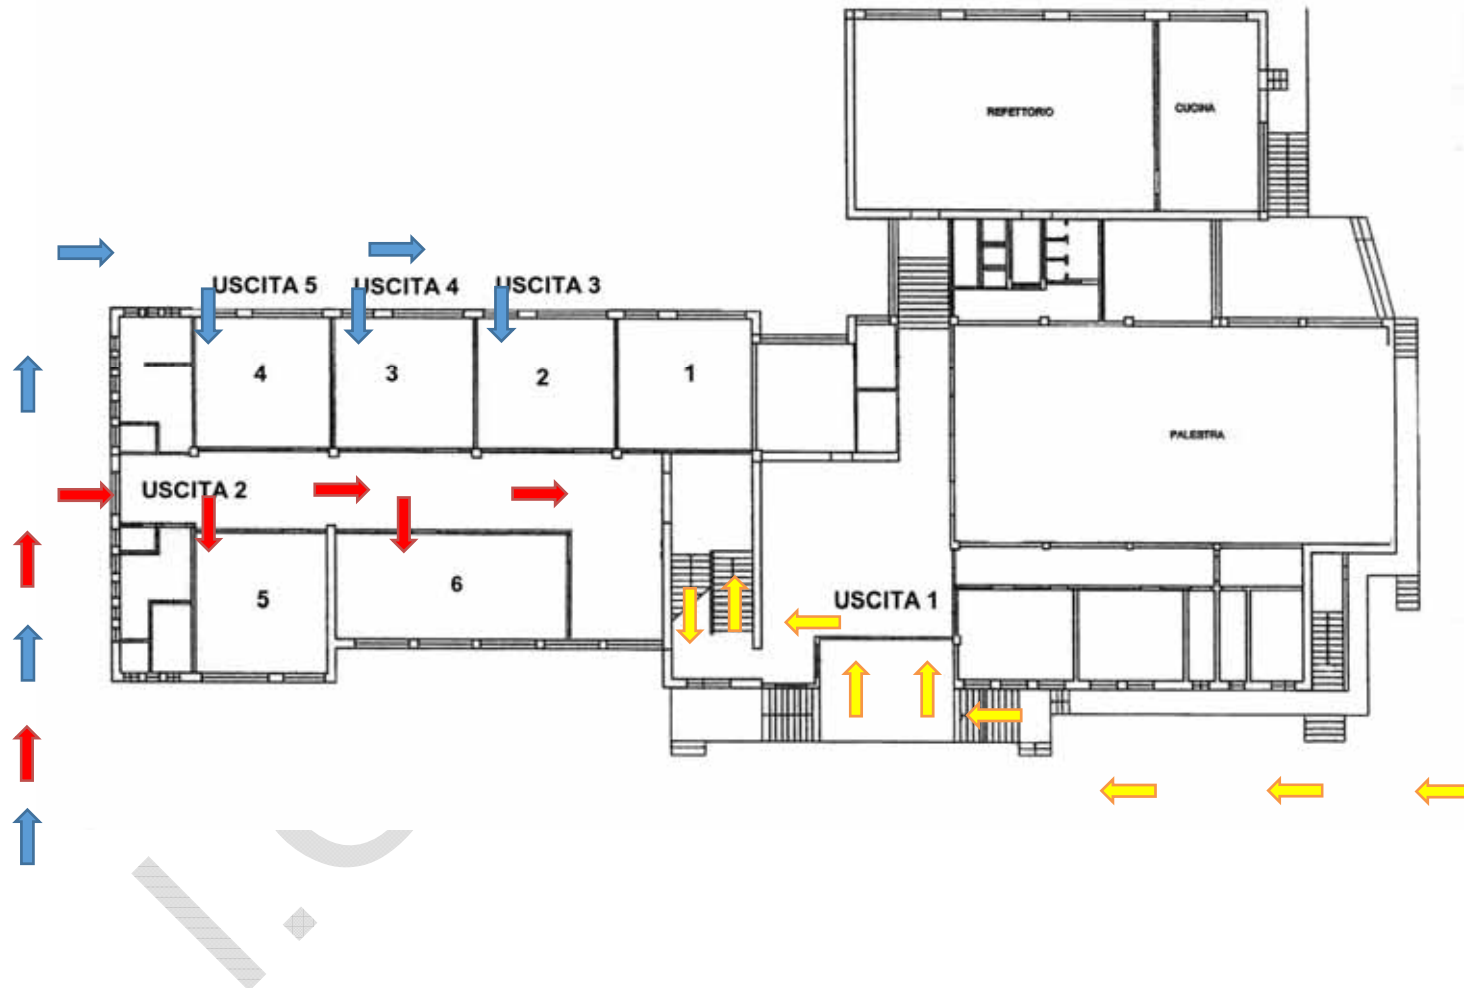 REFETTORIO
CUCINA
USCITA 5
USCITA 4
USCITA 3
4
3
2
1
PALESTRA
USCITA 2
5
6
USCITA 1